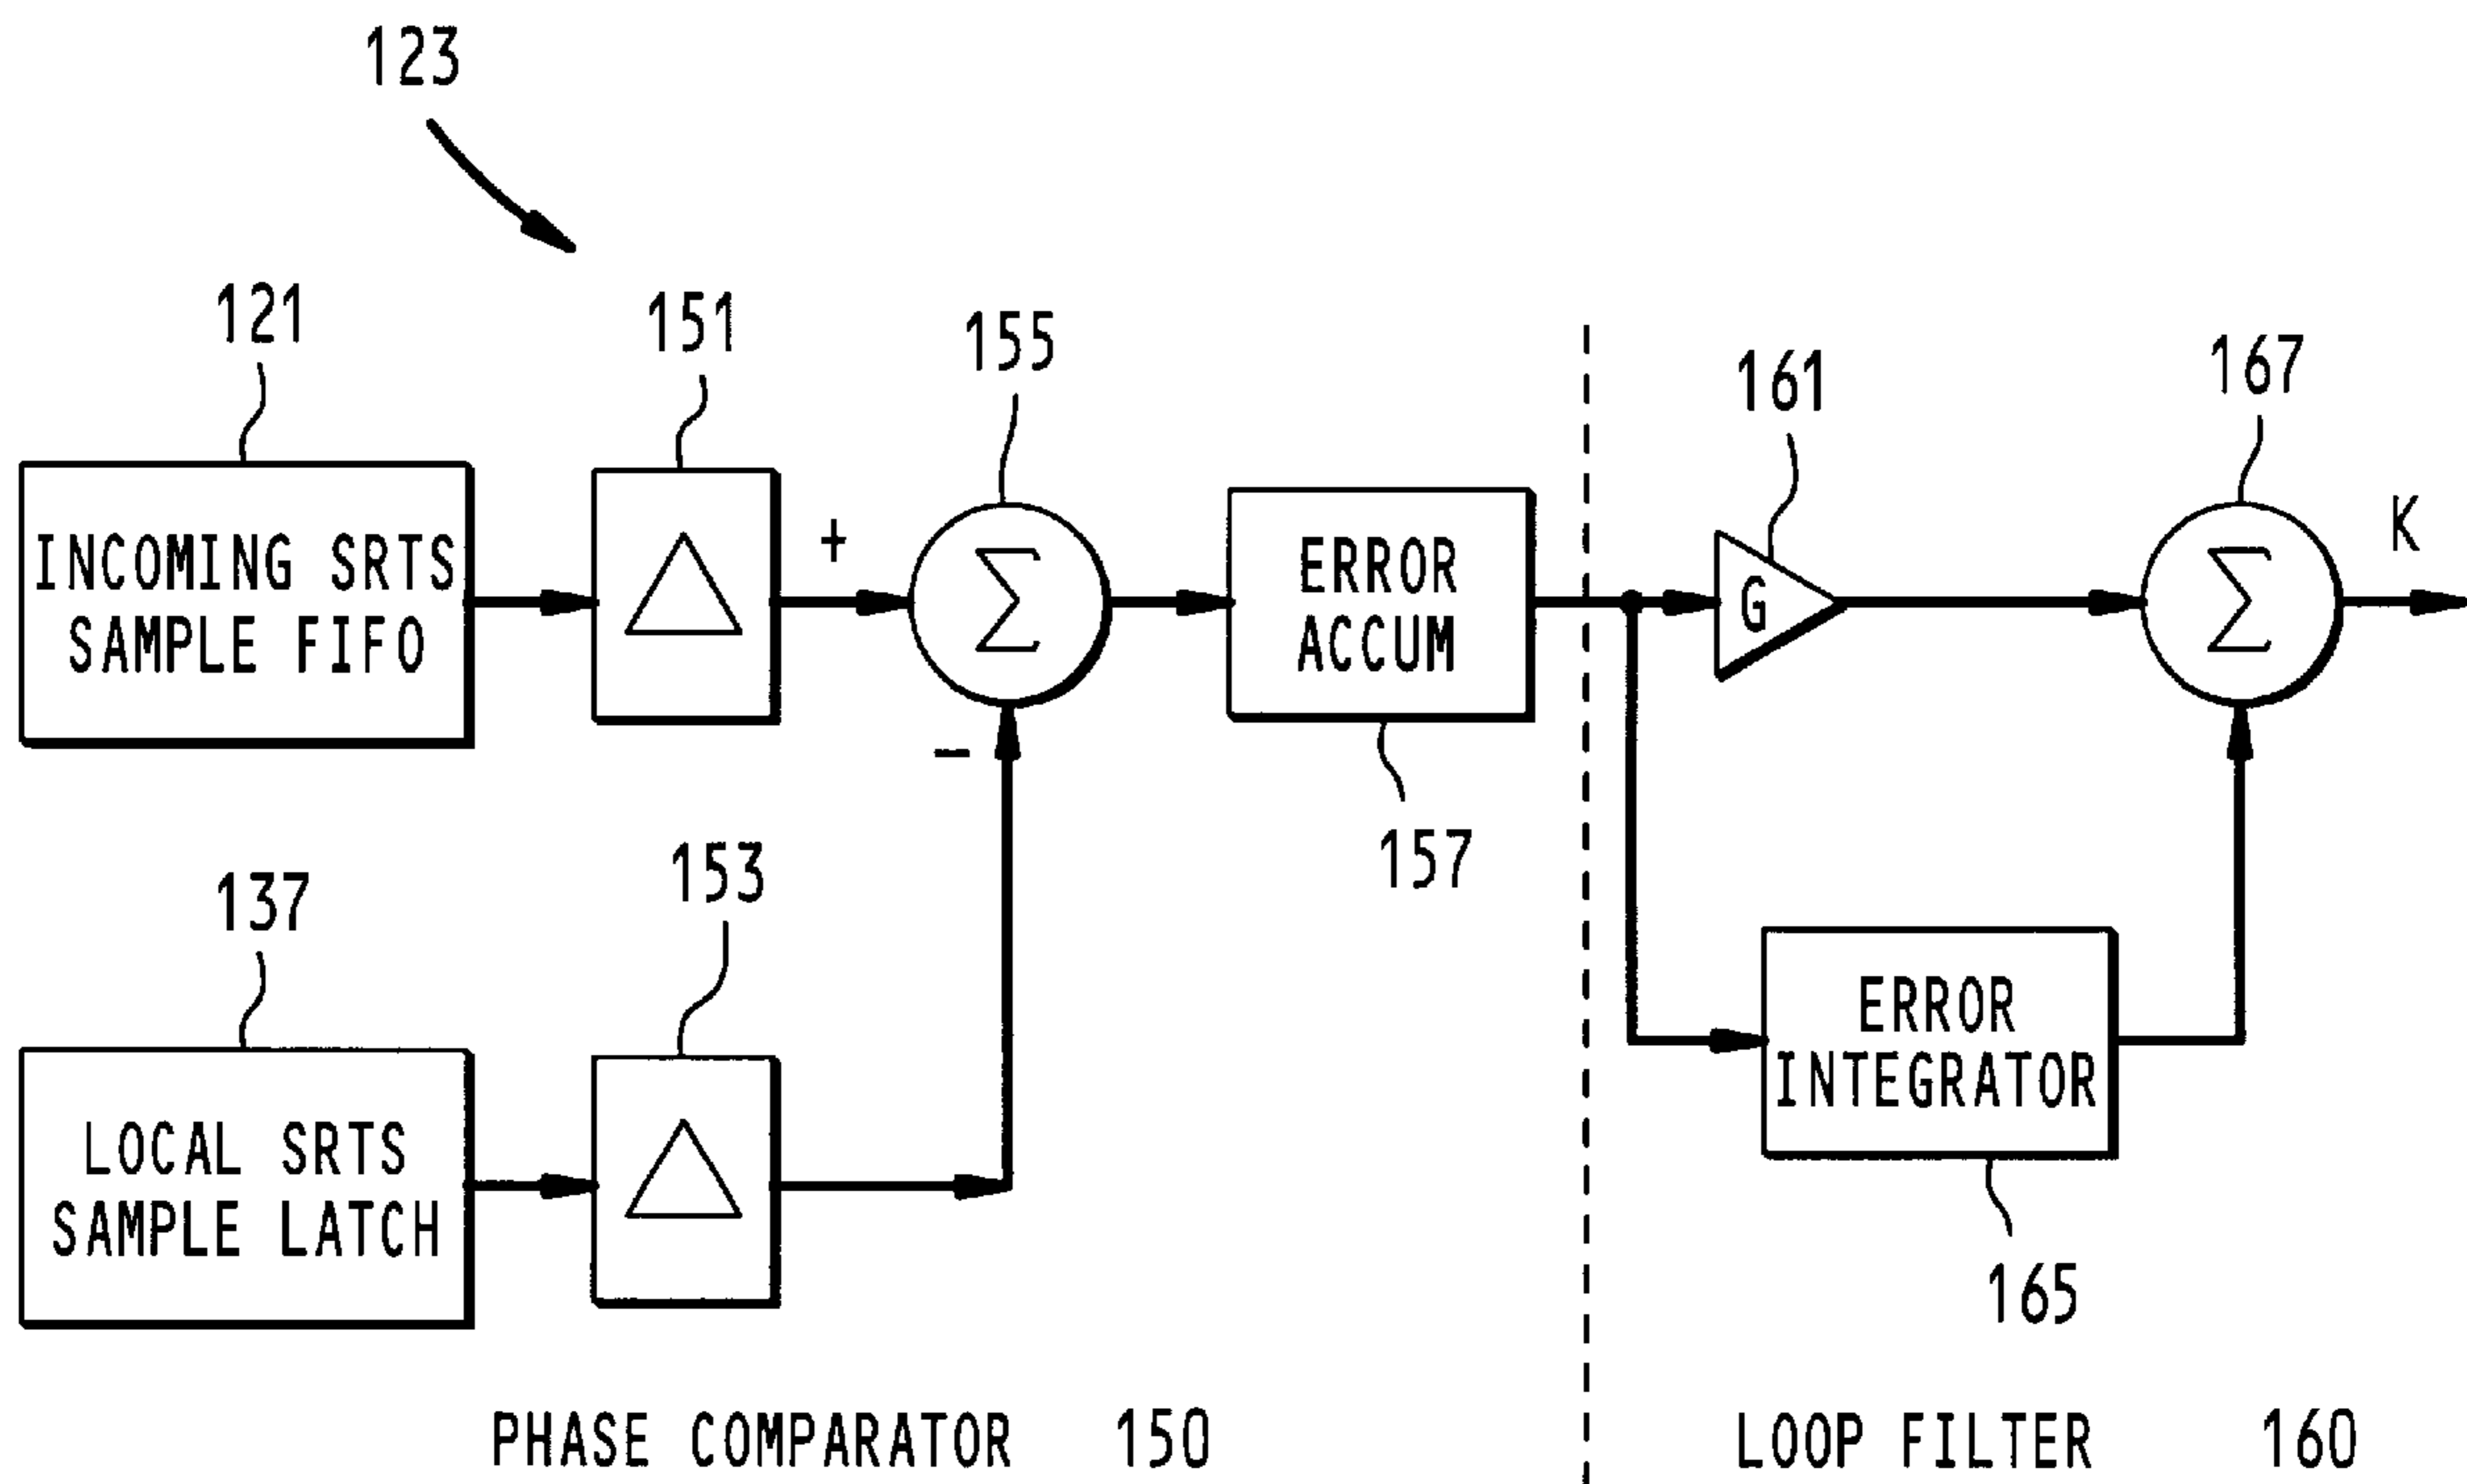 123
121
151
155
161
167
INCOMING SRTS
SAMPLE FIFO
+
Σ
ERROR
ACCUM
G
Σ
K
-
157
137
153
LOCAL SRTS
SAMPLE LATCH
ERROR
INTEGRATOR
165
PHASE COMPARATOR 150
LOOP FILTER 160